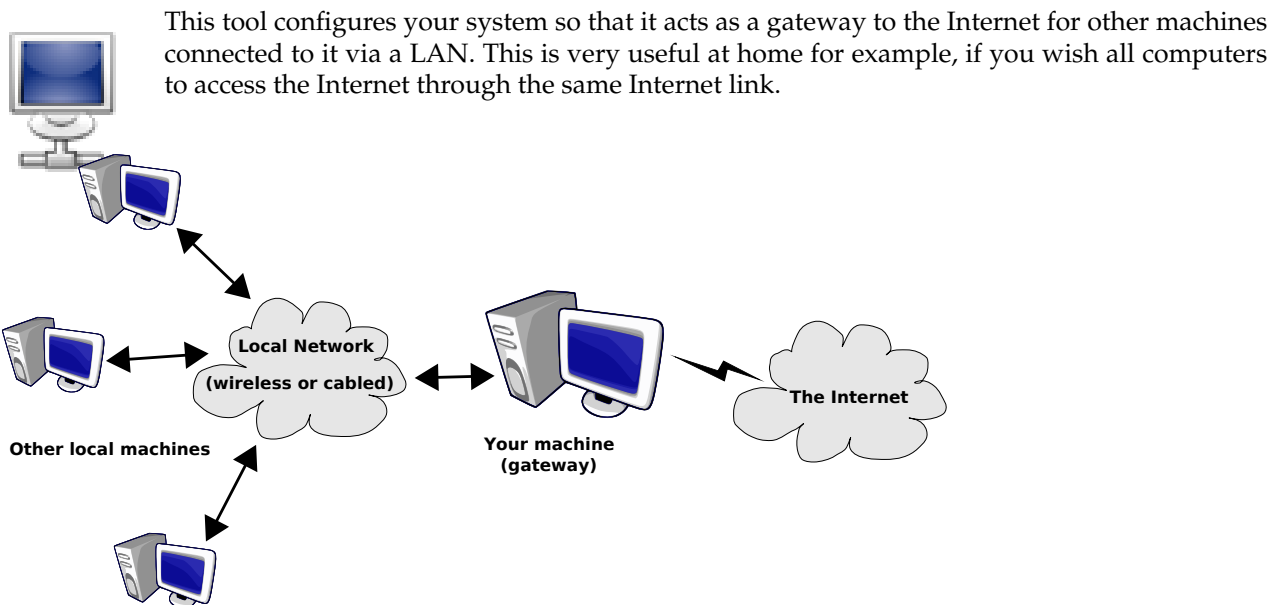 This tool configures your system so that it acts as a gateway to the Internet for other machines
connected to it via a LAN. This is very useful at home for example, if you wish all computers
to access the Internet through the same Internet link.
Local Network
(wireless or cabled)
The Internet
Other local machines
Your machine
(gateway)